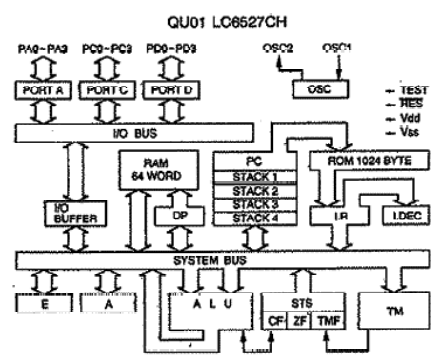 QU01 LC6527CH
PA0-PA3 PC0-PC3 PD0-PD3 OSC2 OSC1
PORT A PORT C PORT D OSC
TEST
RES
Vdd
Vss
I/O BUS
RAM
64 WORD
PC
STACK 1
STACK 2
STACK 3
STACK 4
ROM 1024 BYTE
I/O
BUFFER
DP
I.R
I.DEC
SYSTEM BUS
E A A L U STS TM
CF ZF TMF